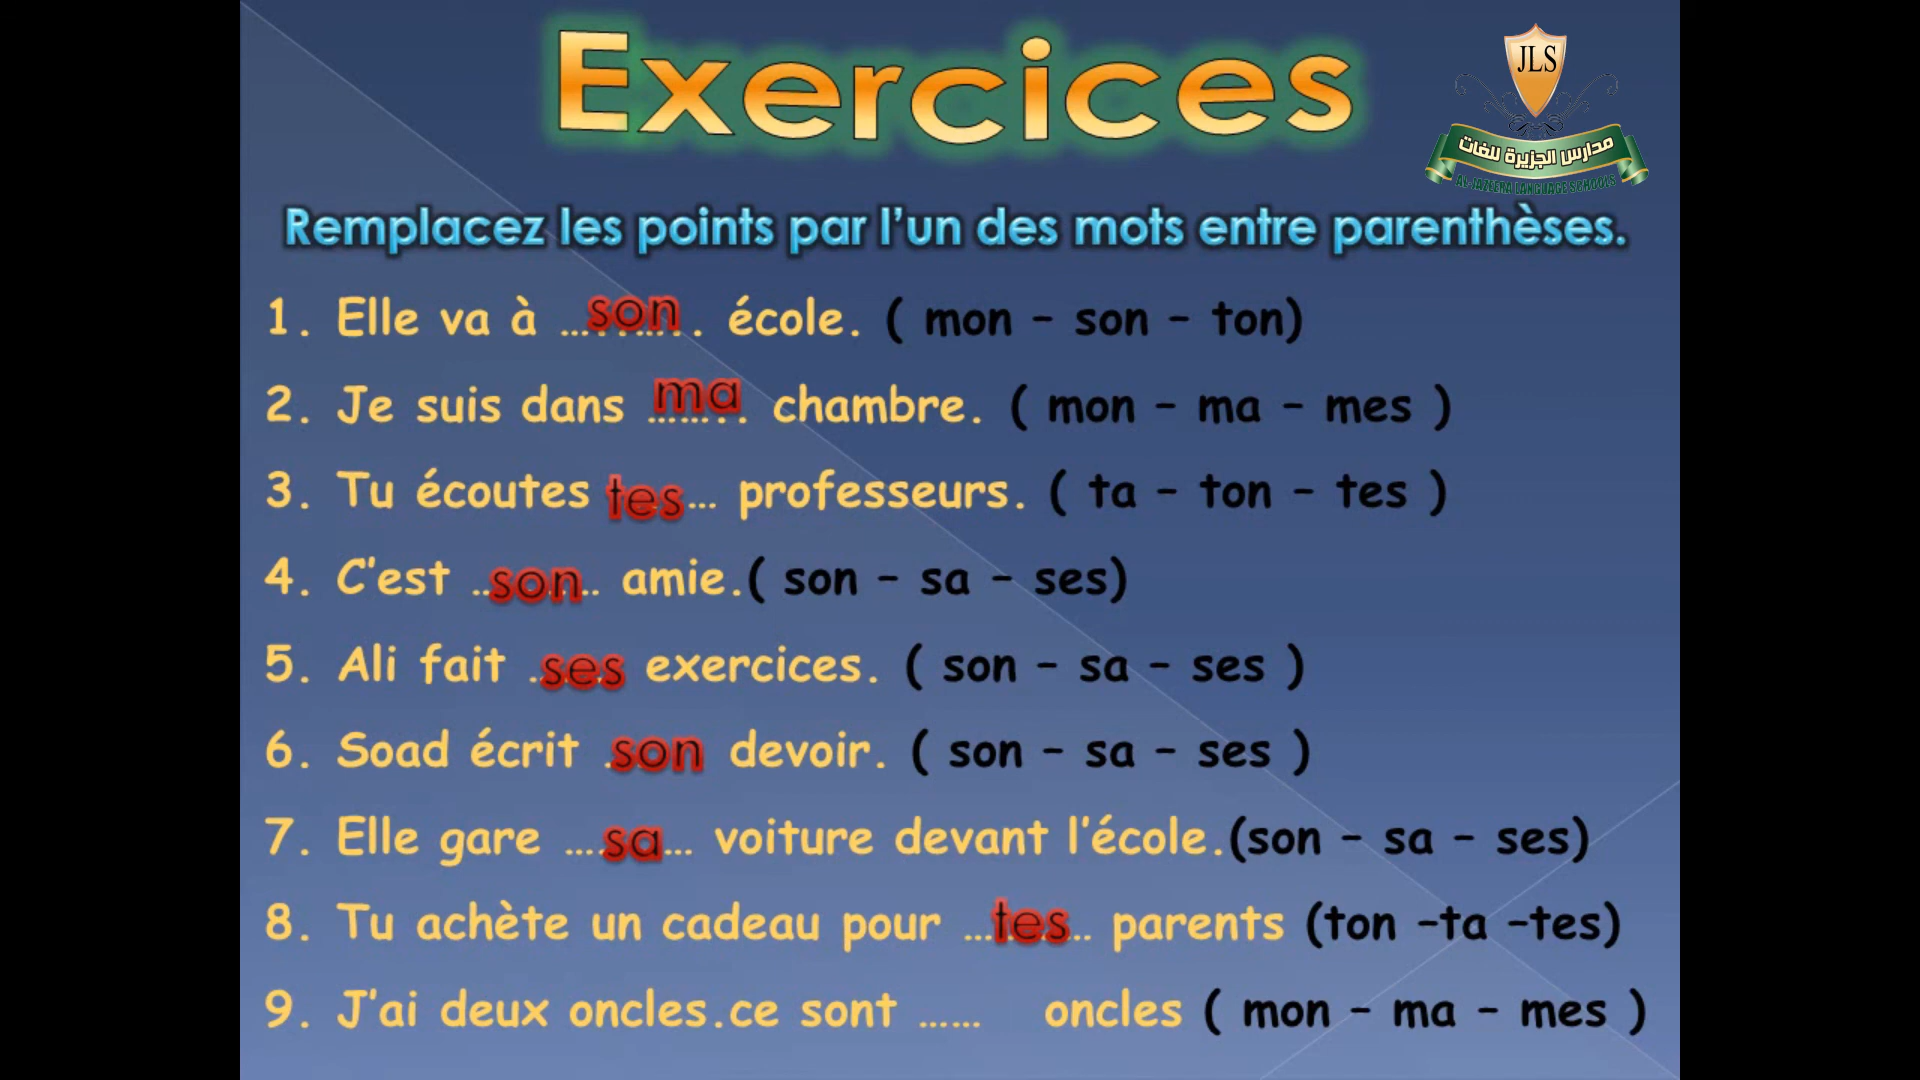 Exercices
JLS
مدارس الجزيرة للغات
AL-JAZEERA LANGUAGE SCHOOLS
Remplacez les points par l'un des mots entre parenthèses.
1. Elle va à ...son... école. ( mon – son – ton)
2. Je suis dans ...ma.. chambre. ( mon – ma – mes )
3. Tu écoutes tes... professeurs. ( ta – ton – tes )
4. C'est ..son.. amie.( son – sa – ses)
5. Ali fait .ses exercices. ( son – sa – ses )
6. Soad écrit .son devoir. ( son – sa – ses )
7. Elle gare ....sa... voiture devant l'école.(son – sa – ses)
8. Tu achète un cadeau pour ...tes.. parents (ton –ta –tes)
9. J'ai deux oncles.ce sont ...... oncles ( mon – ma – mes )